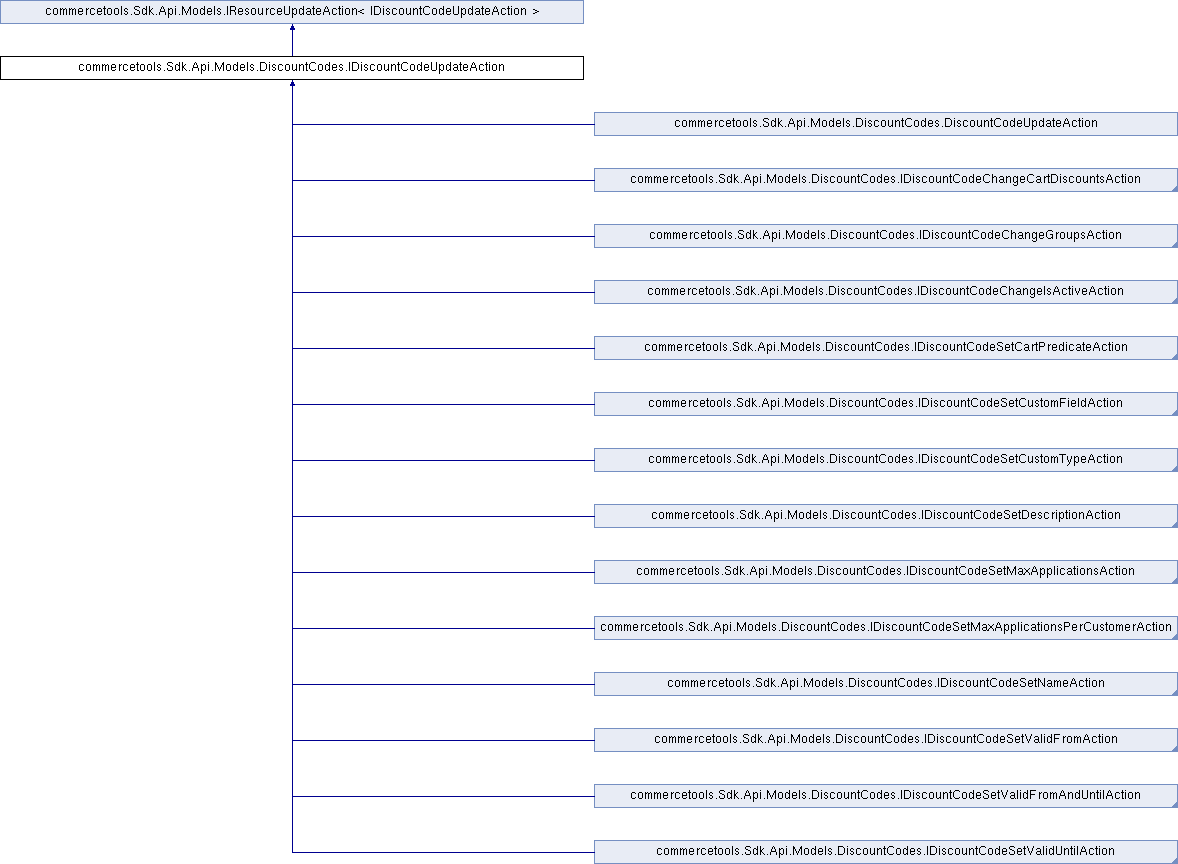 commercetools.Sdk.Api.Models.IResourceUpdateAction< IDiscountCodeUpdateAction >
commercetools.Sdk.Api.Models.DiscountCodes.IDiscountCodeUpdateAction
commercetools.Sdk.Api.Models.DiscountCodes.DiscountCodeUpdateAction
commercetools.Sdk.Api.Models.DiscountCodes.IDiscountCodeChangeCartDiscountsAction
commercetools.Sdk.Api.Models.DiscountCodes.IDiscountCodeChangeGroupsAction
commercetools.Sdk.Api.Models.DiscountCodes.IDiscountCodeChangeIsActiveAction
commercetools.Sdk.Api.Models.DiscountCodes.IDiscountCodeSetCartPredicateAction
commercetools.Sdk.Api.Models.DiscountCodes.IDiscountCodeSetCustomFieldAction
commercetools.Sdk.Api.Models.DiscountCodes.IDiscountCodeSetCustomTypeAction
commercetools.Sdk.Api.Models.DiscountCodes.IDiscountCodeSetDescriptionAction
commercetools.Sdk.Api.Models.DiscountCodes.IDiscountCodeSetMaxApplicationsAction
commercetools.Sdk.Api.Models.DiscountCodes.IDiscountCodeSetMaxApplicationsPerCustomerAction
commercetools.Sdk.Api.Models.DiscountCodes.IDiscountCodeSetNameAction
commercetools.Sdk.Api.Models.DiscountCodes.IDiscountCodeSetValidFromAction
commercetools.Sdk.Api.Models.DiscountCodes.IDiscountCodeSetValidFromAndUntilAction
commercetools.Sdk.Api.Models.DiscountCodes.IDiscountCodeSetValidUntilAction